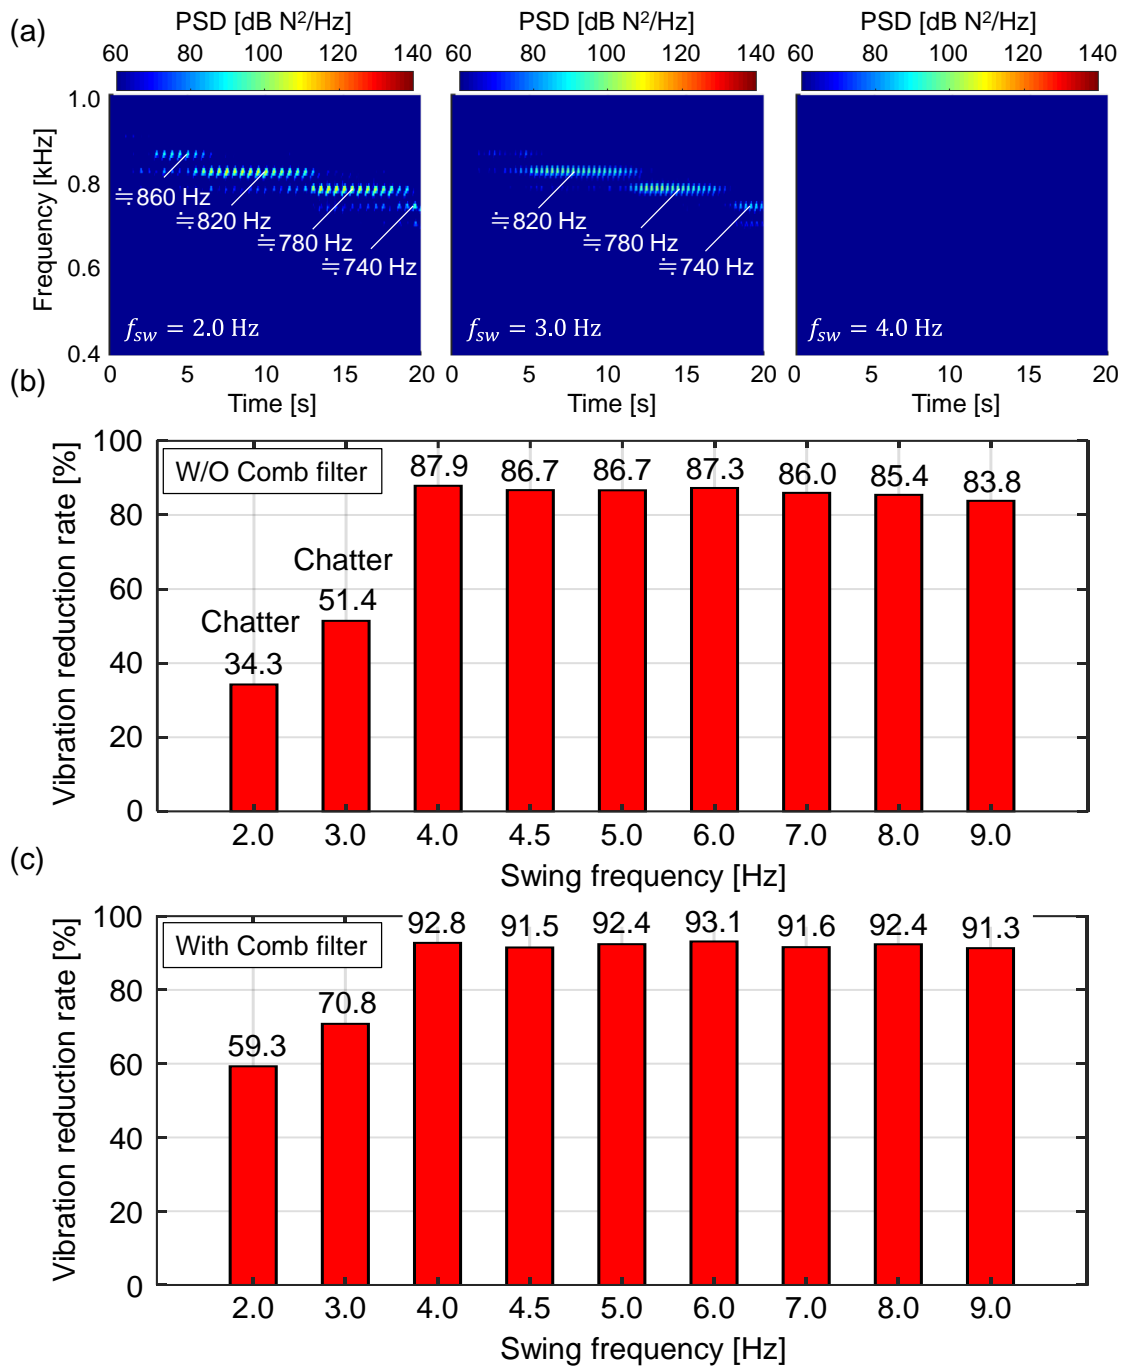 (a)
PSD [dB N²/Hz] PSD [dB N²/Hz] PSD [dB N²/Hz]
60 80 100 120 140 60 80 100 120 140 60 80 100 120 140
1.0
0.8
0.6
0.4
Frequency [kHz]
≒860 Hz
≒820 Hz
≒780 Hz
≒740 Hz
f_sw = 2.0 Hz
≒820 Hz
≒780 Hz
≒740 Hz
f_sw = 3.0 Hz
f_sw = 4.0 Hz
0 5 10 15 20 0 5 10 15 20 0 5 10 15 20
Time [s] Time [s] Time [s]
(b)
Vibration reduction rate [%]
100
80
60
40
20
0
W/O Comb filter
Chatter
34.3
Chatter
51.4
87.9 86.7 86.7 87.3 86.0 85.4 83.8
2.0 3.0 4.0 4.5 5.0 6.0 7.0 8.0 9.0
Swing frequency [Hz]
(c)
Vibration reduction rate [%]
100
80
60
40
20
0
With Comb filter
59.3 70.8 92.8 91.5 92.4 93.1 91.6 92.4 91.3
2.0 3.0 4.0 4.5 5.0 6.0 7.0 8.0 9.0
Swing frequency [Hz]